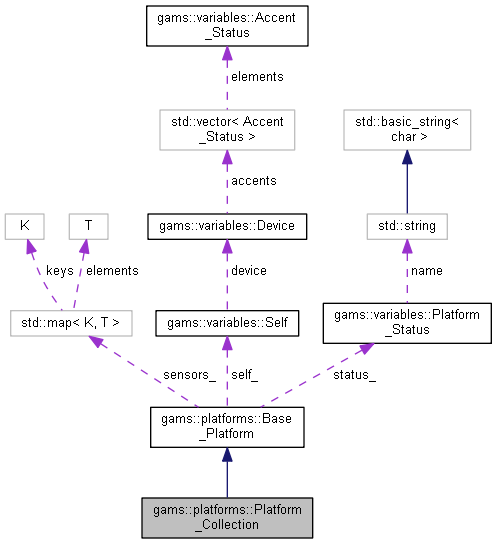 gams::variables::Accent
_Status
elements
std::vector< Accent
_Status >
std::basic_string<
char >
accents
K
T
gams::variables::Device
std::string
keys
elements
device
name
std::map< K, T >
gams::variables::Self
gams::variables::Platform
_Status
sensors_
self_
status_
gams::platforms::Base
_Platform
gams::platforms::Platform
_Collection